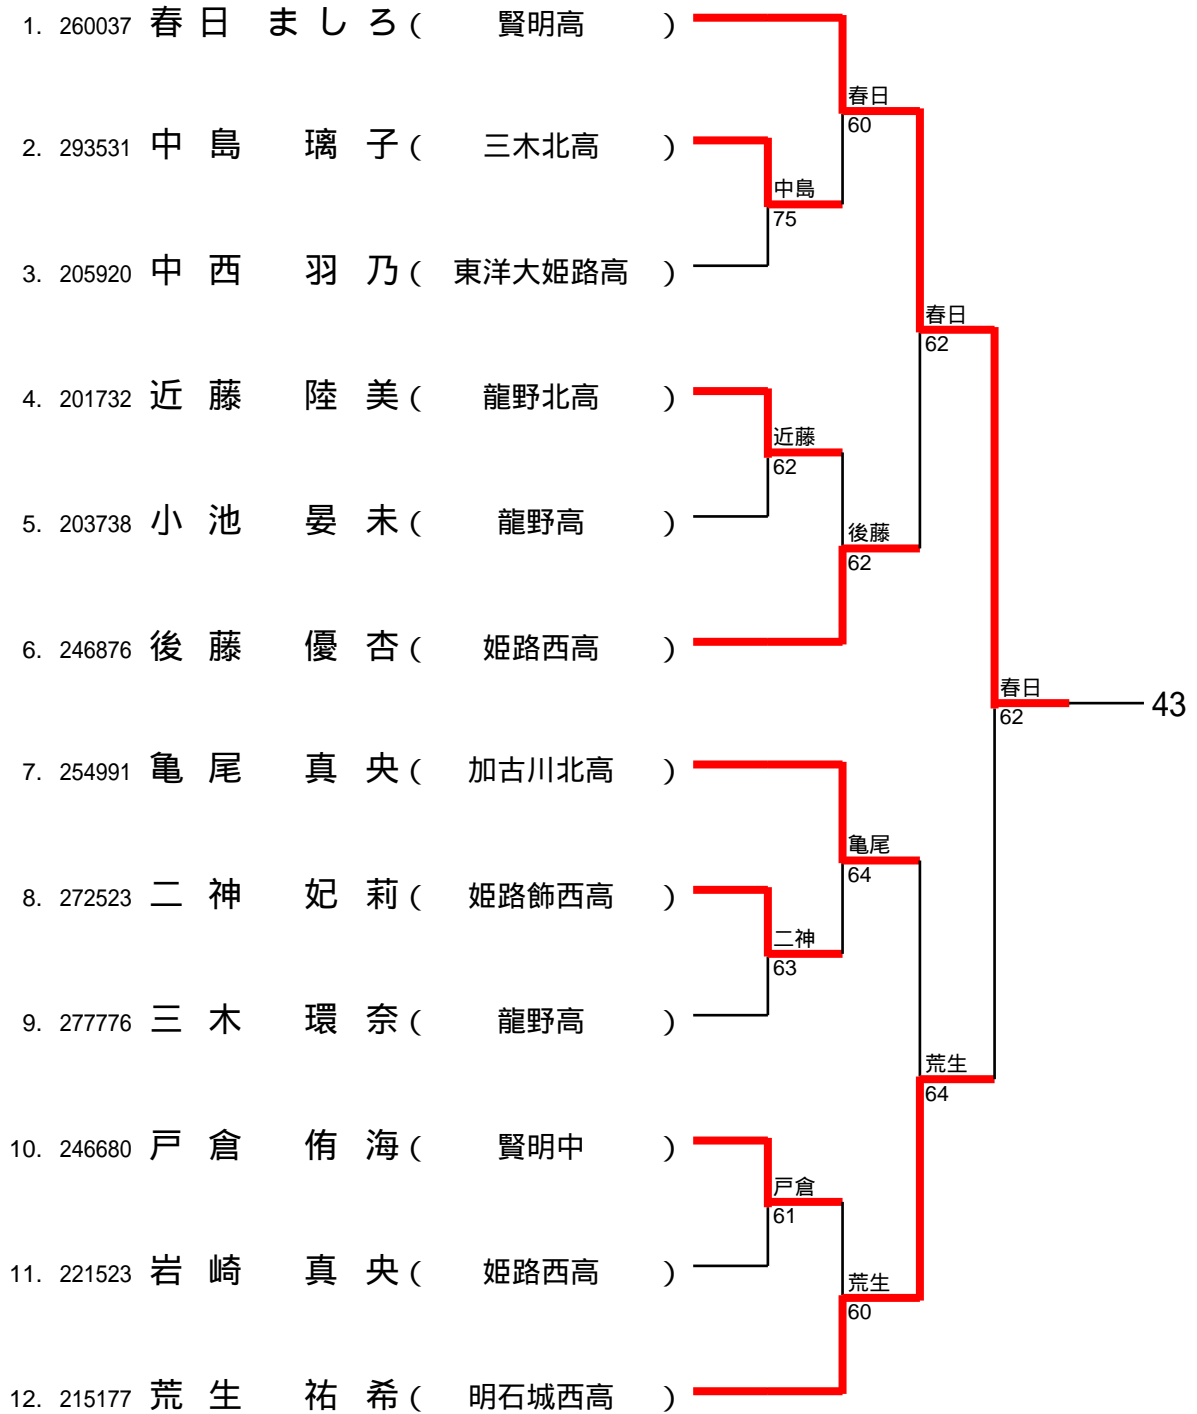 1. 260037 春日 ましろ ( 賢明高 )
春日
60
2. 293531 中島 璃子 ( 三木北高 )
中島
75
3. 205920 中西 羽乃 ( 東洋大姫路高 )
春日
62
4. 201732 近藤 陸美 ( 龍野北高 )
近藤
62
5. 203738 小池 晏未 ( 龍野高 )
後藤
62
6. 246876 後藤 優杏 ( 姫路西高 )
春日
62
43
7. 254991 亀尾 真央 ( 加古川北高 )
亀尾
64
8. 272523 二神 妃莉 ( 姫路飾西高 )
二神
63
9. 277776 三木 環奈 ( 龍野高 )
荒生
64
10. 246680 戸倉 侑海 ( 賢明中 )
戸倉
61
11. 221523 岩崎 真央 ( 姫路西高 )
荒生
60
12. 215177 荒生 祐希 ( 明石城西高 )